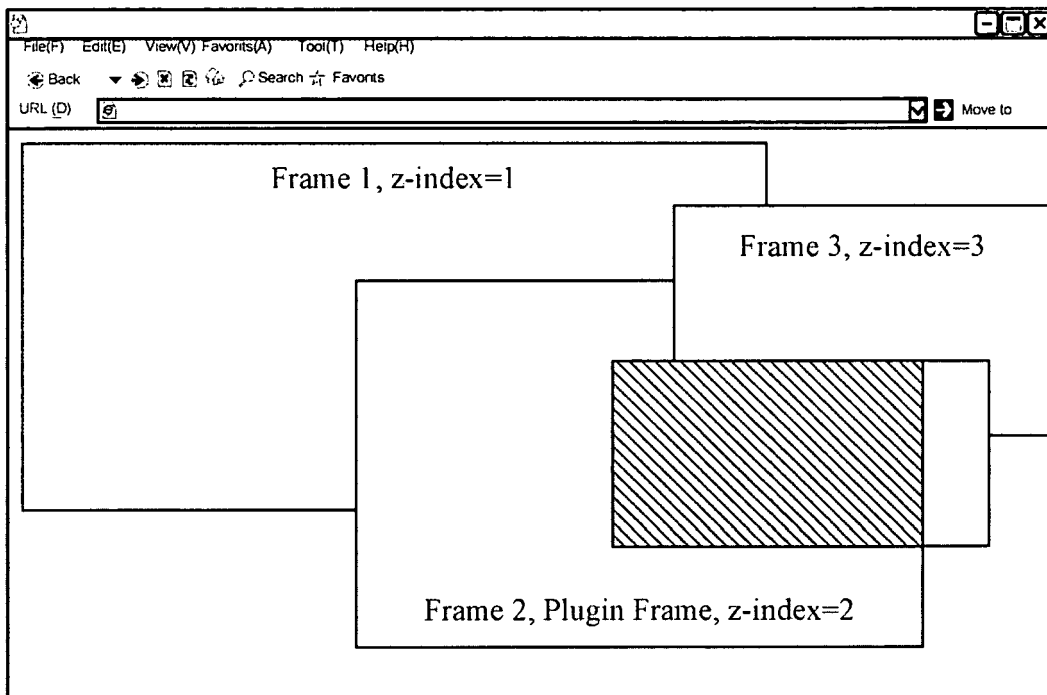 File(F) Edit(E) View(V) Favorits(A) Tool(T) Help(H)
Back Search Favorits
URL (D) Move to
Frame 1, z-index=1
Frame 3, z-index=3
Frame 2, Plugin Frame, z-index=2